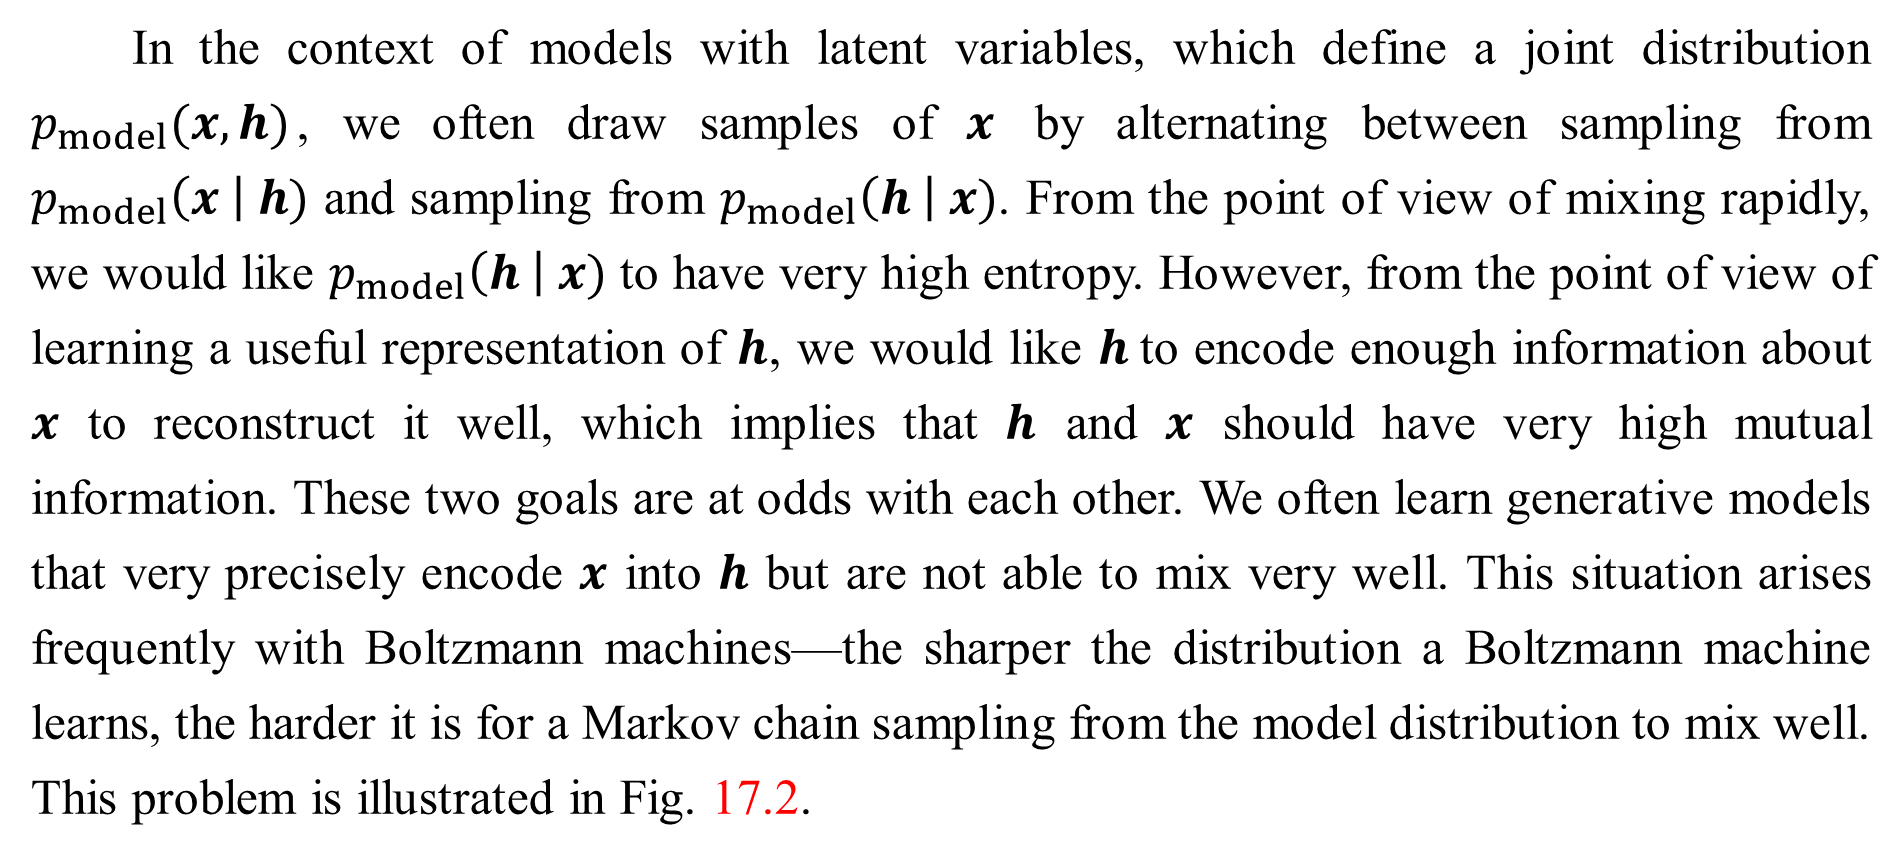 In the context of models with latent variables, which define a joint distribution
p_model(x, h), we often draw samples of x by alternating between sampling from
p_model(x | h) and sampling from p_model(h | x). From the point of view of mixing rapidly,
we would like p_model(h | x) to have very high entropy. However, from the point of view of
learning a useful representation of h, we would like h to encode enough information about
x to reconstruct it well, which implies that h and x should have very high mutual
information. These two goals are at odds with each other. We often learn generative models
that very precisely encode x into h but are not able to mix very well. This situation arises
frequently with Boltzmann machines—the sharper the distribution a Boltzmann machine
learns, the harder it is for a Markov chain sampling from the model distribution to mix well.
This problem is illustrated in Fig. 17.2.